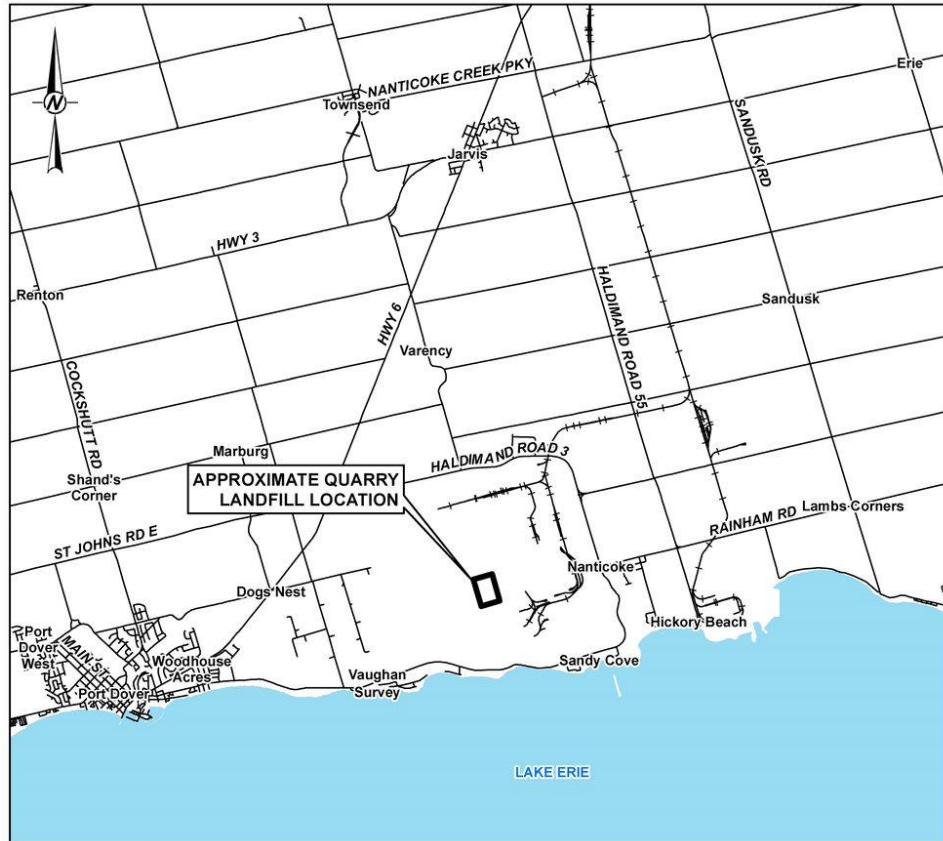 NANTICOKE CREEK PKY
Erie
Townsend
SANDUSK RD
Jarvis
HWY 3
Renton
HALDIMAND ROAD 55
Sandusk
HWY 6
Varency
COCKSHUTT RD
Marburg
HALDIMAND ROAD 3
APPROXIMATE QUARRY
LANDFILL LOCATION
Shand's
Corner
Lambs Corners
RAINHAM RD
ST JOHNS RD E
Nanticoke
Dogs Nest
Hickory Beach
Port
Dover
West
MAIN ST
Woodhouse
Acres
Sandy Cove
Vaughan
Survey
Port Dover
LAKE ERIE
N